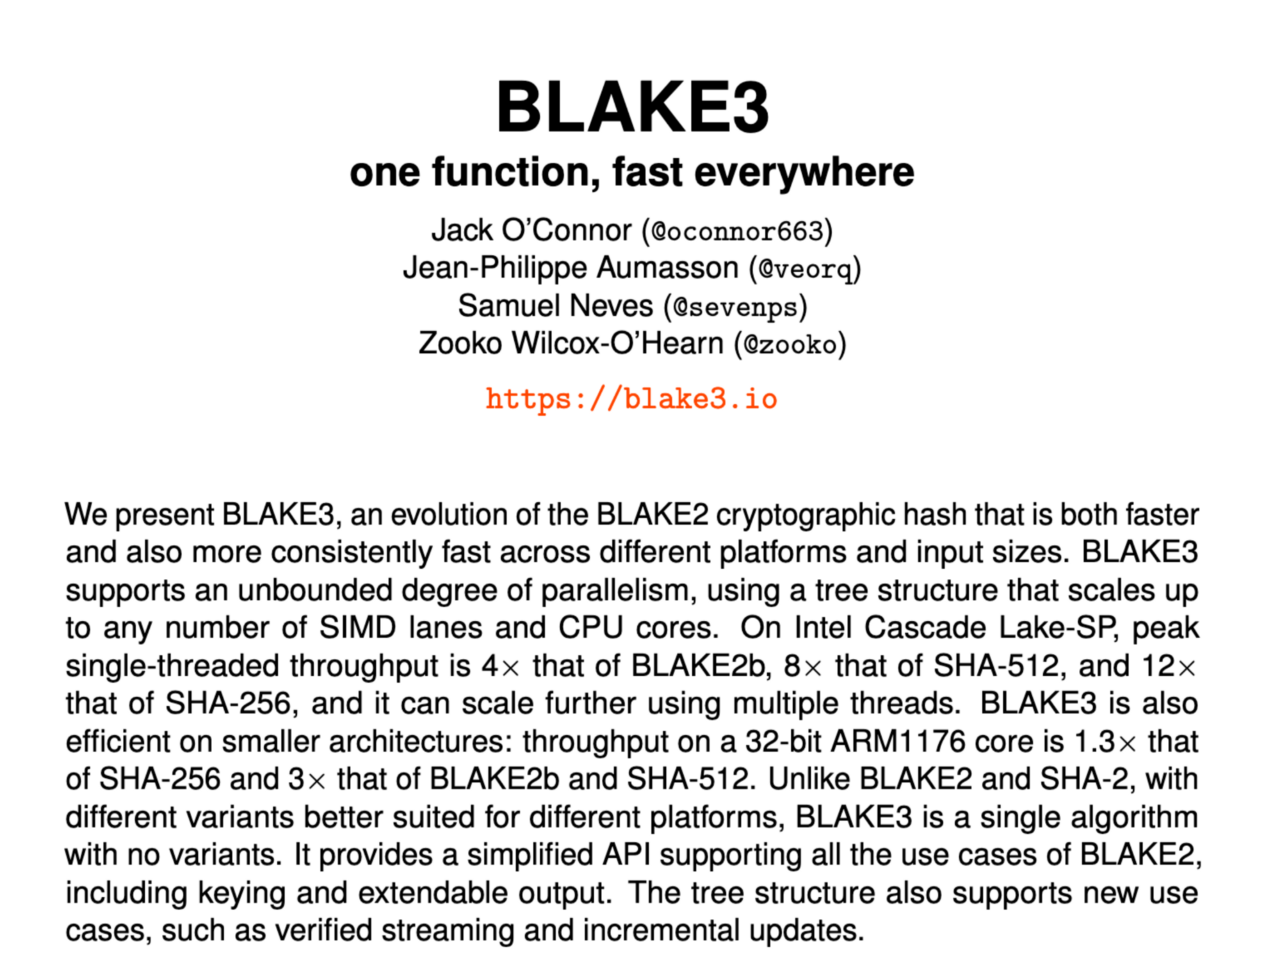 BLAKE3
one function, fast everywhere
Jack O’Connor (@oconnor663)
Jean-Philippe Aumasson (@veorq)
Samuel Neves (@sevenps)
Zooko Wilcox-O’Hearn (@zooko)
https://blake3.io
We present BLAKE3, an evolution of the BLAKE2 cryptographic hash that is both faster
and also more consistently fast across different platforms and input sizes. BLAKE3
supports an unbounded degree of parallelism, using a tree structure that scales up
to any number of SIMD lanes and CPU cores. On Intel Cascade Lake-SP, peak
single-threaded throughput is 4× that of BLAKE2b, 8× that of SHA-512, and 12×
that of SHA-256, and it can scale further using multiple threads. BLAKE3 is also
efficient on smaller architectures: throughput on a 32-bit ARM1176 core is 1.3× that
of SHA-256 and 3× that of BLAKE2b and SHA-512. Unlike BLAKE2 and SHA-2, with
different variants better suited for different platforms, BLAKE3 is a single algorithm
with no variants. It provides a simplified API supporting all the use cases of BLAKE2,
including keying and extendable output. The tree structure also supports new use
cases, such as verified streaming and incremental updates.